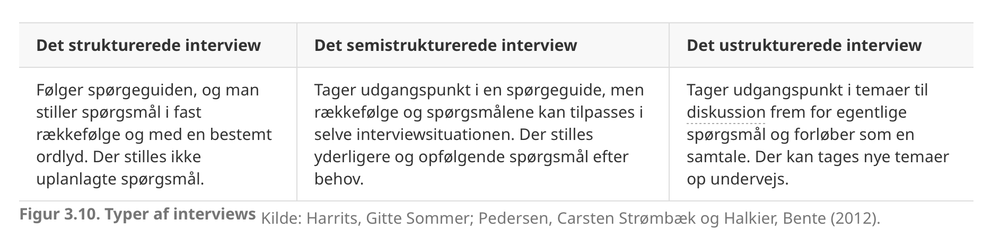 Det strukturerede interview
Det semistrukturerede interview
Det ustrukturerede interview
Følger spørgeguiden, og man
stiller spørgsmål i fast
rækkefølge og med en bestemt
ordlyd. Der stilles ikke
uplanlagte spørgsmål.
Tager udgangspunkt i en spørgeguide, men
rækkefølge og spørgsmålene kan tilpasses i
selve interviewsituationen. Der stilles
yderligere og opfølgende spørgsmål efter
behov.
Tager udgangspunkt i temaer til
diskussion frem for egentlige
spørgsmål og forløber som en
samtale. Der kan tages nye temaer
op undervejs.
Figur 3.10. Typer af interviews Kilde: Harrits, Gitte Sommer; Pedersen, Carsten Strømbæk og Halkier, Bente (2012).